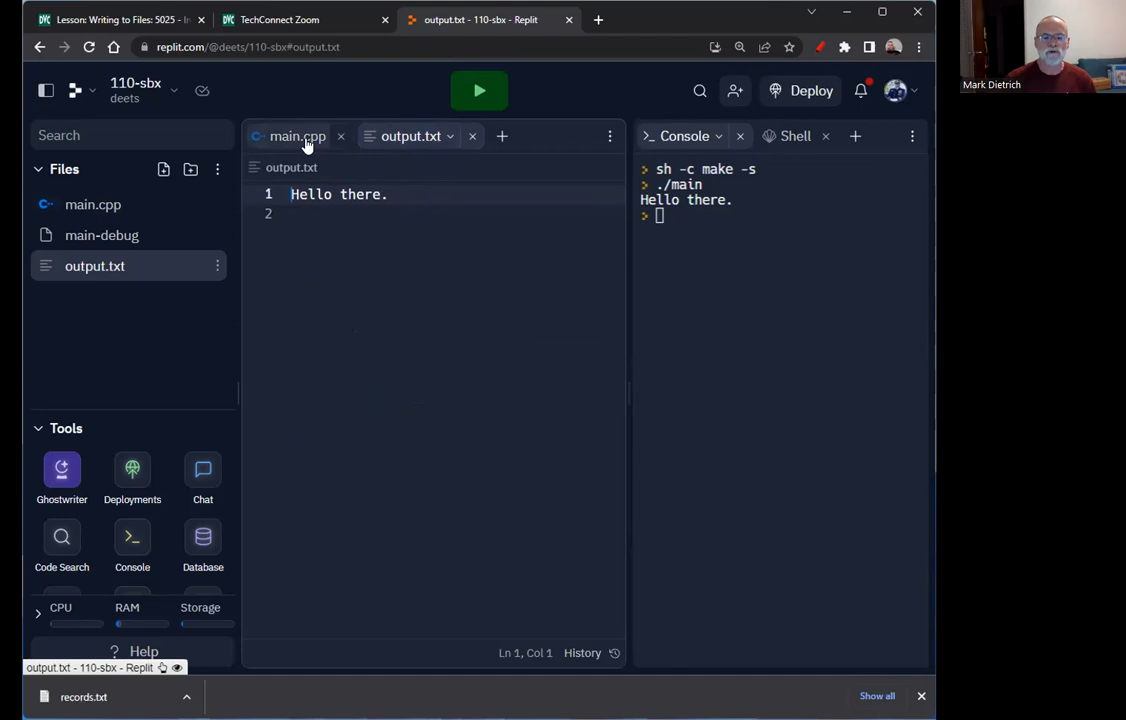 Lesson: Writing to Files: 5025 - In
TechConnect Zoom
output.txt - 110-sbx - Replit
replit.com/@deets/110-sbx#output.txt
Mark Dietrich
110-sbx
deets
Deploy
Search
main.cpp
output.txt
Console
Shell
Files
output.txt
sh -c make -s
./main
1 Hello there.
Hello there.
main.cpp
2
main-debug
output.txt
Tools
Ghostwriter
Deployments
Chat
Code Search
Console
Database
CPU
RAM
Storage
? Help
Ln 1, Col 1
History
output.txt - 110-sbx - Replit
records.txt
Show all